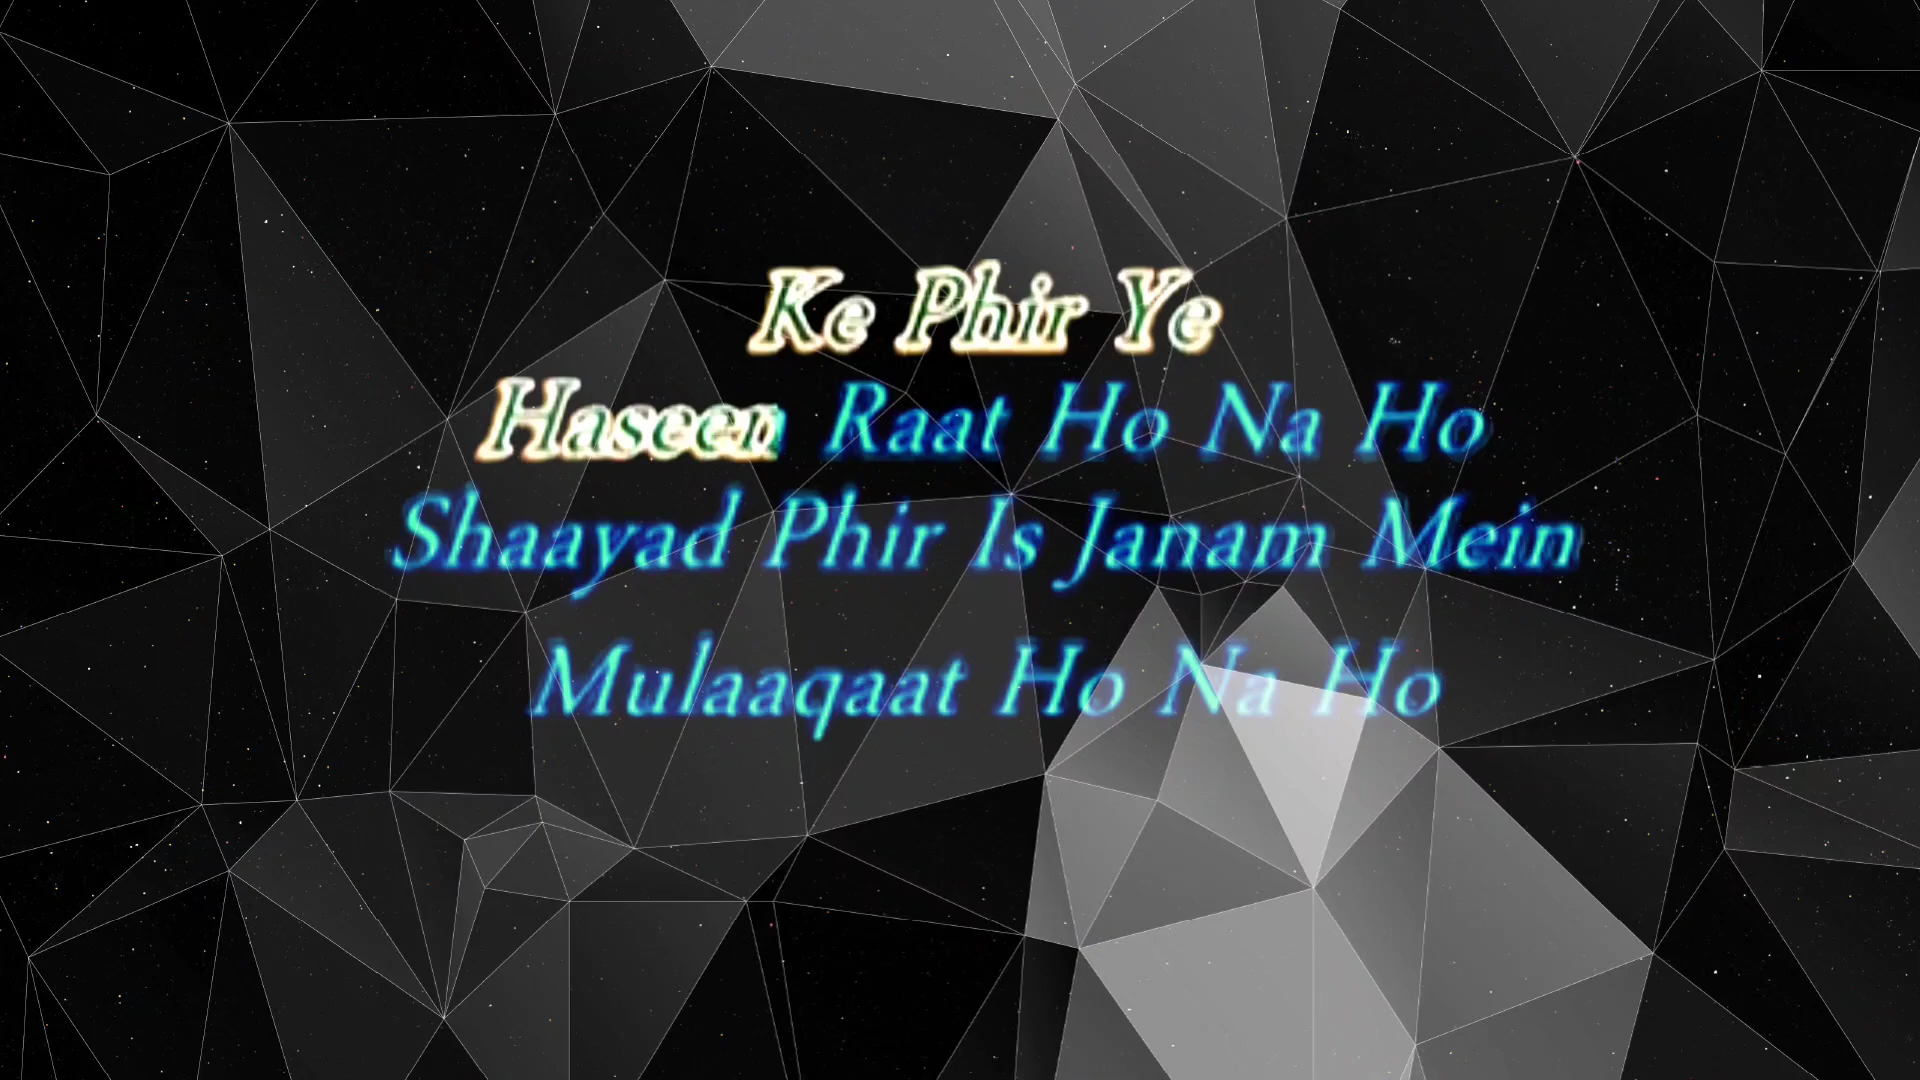 Ke Phir Ye
Haseen Raat Ho Na Ho
Shaayad Phir Is Janam Mein
Mulaaqaat Ho Na Ho